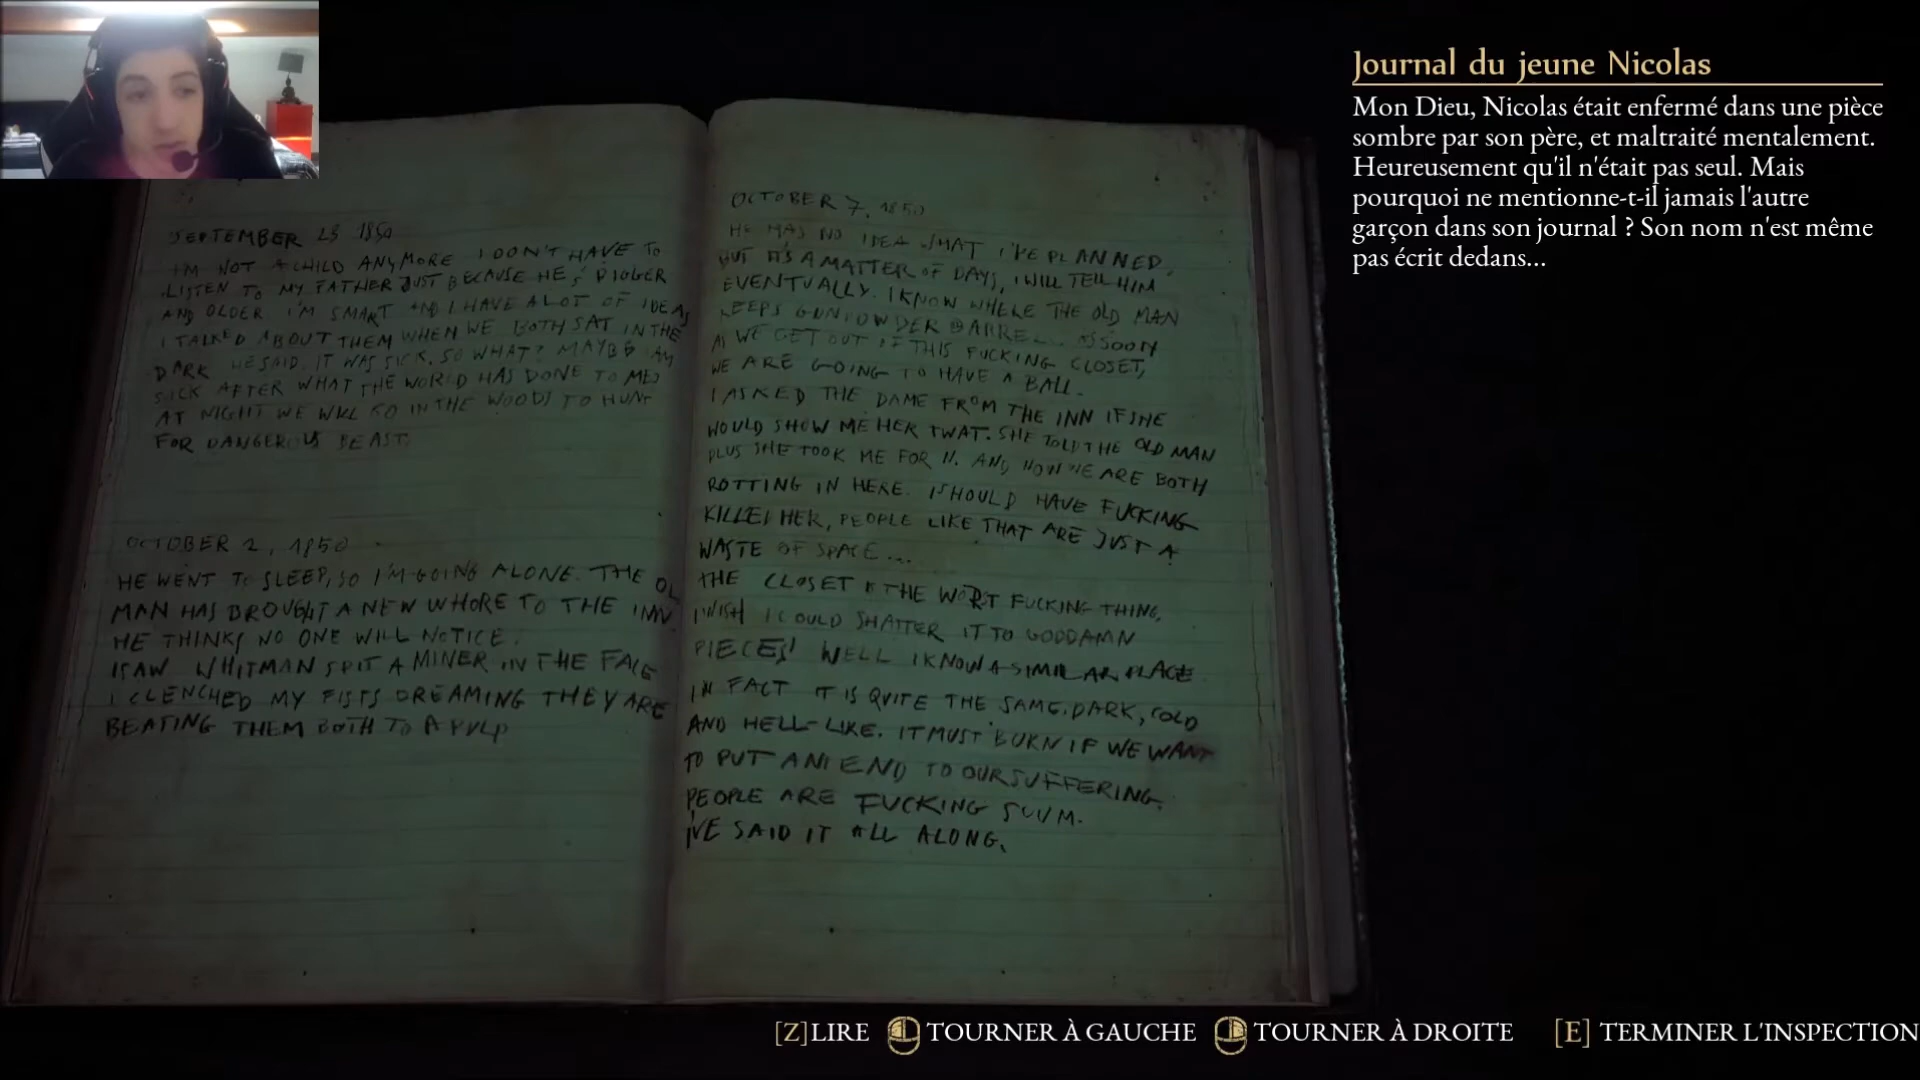 SEPTEMBER 25 1850
I'M NOT A CHILD ANYMORE I DON'T HAVE TO
LISTEN TO MY FATHER JUST BECAUSE HE'S BIGGER
AND OLDER I'M SMART AND I HAVE A LOT OF IDEAS
I TALKED ABOUT THEM WHEN WE BOTH SAT IN THE
DARK HE SAID, IT WAS SICK. SO WHAT? MAYBE I AM
SICK AFTER WHAT THE WORLD HAS DONE TO ME?
AT NIGHT WE WILL GO IN THE WOODS TO HUNT
FOR DANGEROUS BEAST
OCTOBER 2, 1850
HE WENT TO SLEEP, SO I'M GOING ALONE. THE OL
MAN HAS BROUGHT A NEW WHORE TO THE INN.
HE THINKS NO ONE WILL NOTICE.
I SAW WHITMAN SPIT A MINER IN THE FACE
I CLENCHED MY FISTS DREAMING THEY ARE
BEATING THEM BOTH TO A PULP
OCTOBER 7, 1850
HE HAS NO IDEA WHAT I'VE PLANNED,
BUT IT'S A MATTER OF DAYS, I WILL TELL HIM
EVENTUALLY. I KNOW WHERE THE OLD MAN
KEEPS GUNPOWDER BARRE... AS SOON
AS WE GET OUT OF THIS FUCKING CLOSET,
WE ARE GOING TO HAVE A BALL.
I ASKED THE DAME FROM THE INN IF SHE
WOULD SHOW ME HER TWAT. SHE TOLD THE OLD MAN
PLUS SHE TOOK ME FOR 11. AND NOW WE ARE BOTH
ROTTING IN HERE. I SHOULD HAVE FUCKING
KILLED HER, PEOPLE LIKE THAT ARE JUST A
WASTE OF SPACE...
THE CLOSET IS THE WORST FUCKING THING,
I WISH I COULD SHATTER IT TO GODDAMN
PIECES! WELL I KNOW A SIMILAR PLACE
IN FACT IT IS QUITE THE SAME. DARK, COLD
AND HELL-LIKE. IT MUST BURN IF WE WANT
TO PUT AN END TO OUR SUFFERING.
PEOPLE ARE FUCKING SCUM.
I'VE SAID IT ALL ALONG.
Journal du jeune Nicolas
Mon Dieu, Nicolas était enfermé dans une pièce
sombre par son père, et maltraité mentalement.
Heureusement qu'il n'était pas seul. Mais
pourquoi ne mentionne-t-il jamais l'autre
garçon dans son journal ? Son nom n'est même
pas écrit dedans...
[Z] LIRE TOURNER À GAUCHE TOURNER À DROITE [E] TERMINER L'INSPECTION